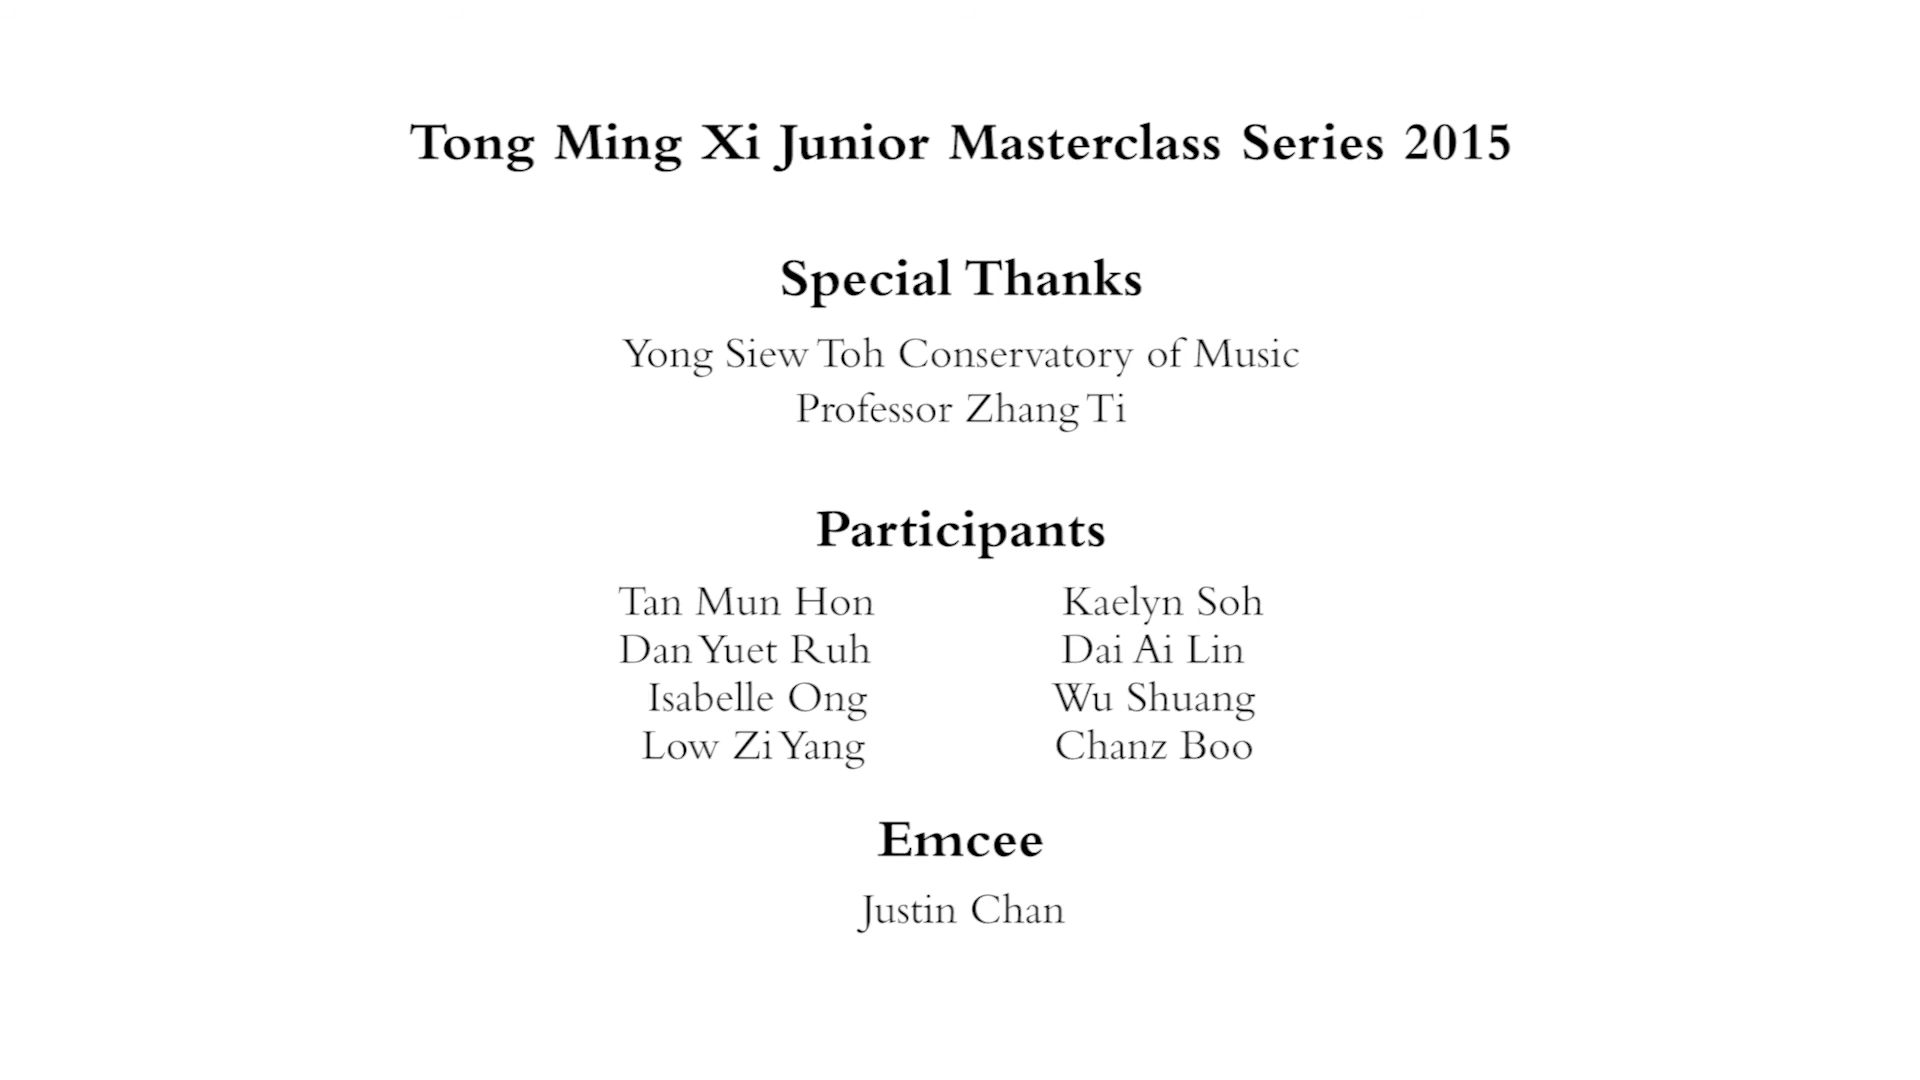 Tong Ming Xi Junior Masterclass Series 2015
Special Thanks
Yong Siew Toh Conservatory of Music
Professor Zhang Ti
Participants
Tan Mun Hon Kaelyn Soh
Dan Yuet Ruh Dai Ai Lin
Isabelle Ong Wu Shuang
Low Zi Yang Chanz Boo
Emcee
Justin Chan